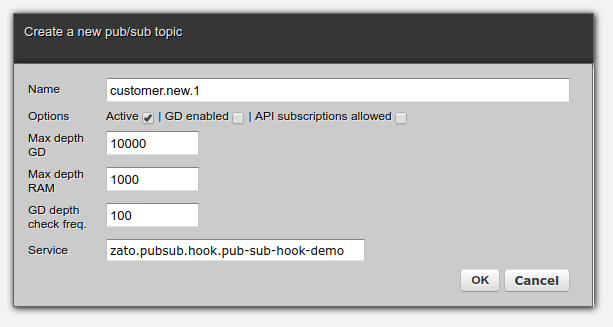 Create a new pub/sub topic
Name customer.new.1
Options Active | GD enabled | API subscriptions allowed
Max depth
GD 10000
Max depth
RAM 1000
GD depth
check freq. 100
Service zato.pubsub.hook.pub-sub-hook-demo
OK Cancel